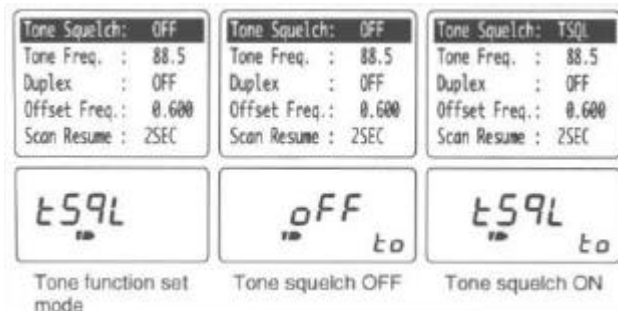 Tone Squelch: OFF
Tone Freq. : 88.5
Duplex : OFF
Offset Freq.: 0.600
Scan Resume : 2SEC
Tone Squelch: OFF
Tone Freq. : 88.5
Duplex : OFF
Offset Freq.: 0.600
Scan Resume : 2SEC
Tone Squelch: TSQL
Tone Freq. : 88.5
Duplex : OFF
Offset Freq.: 0.600
Scan Resume : 2SEC
tSqL
Tone function set
mode
oFF
to
Tone squelch OFF
tSqL
to
Tone squelch ON